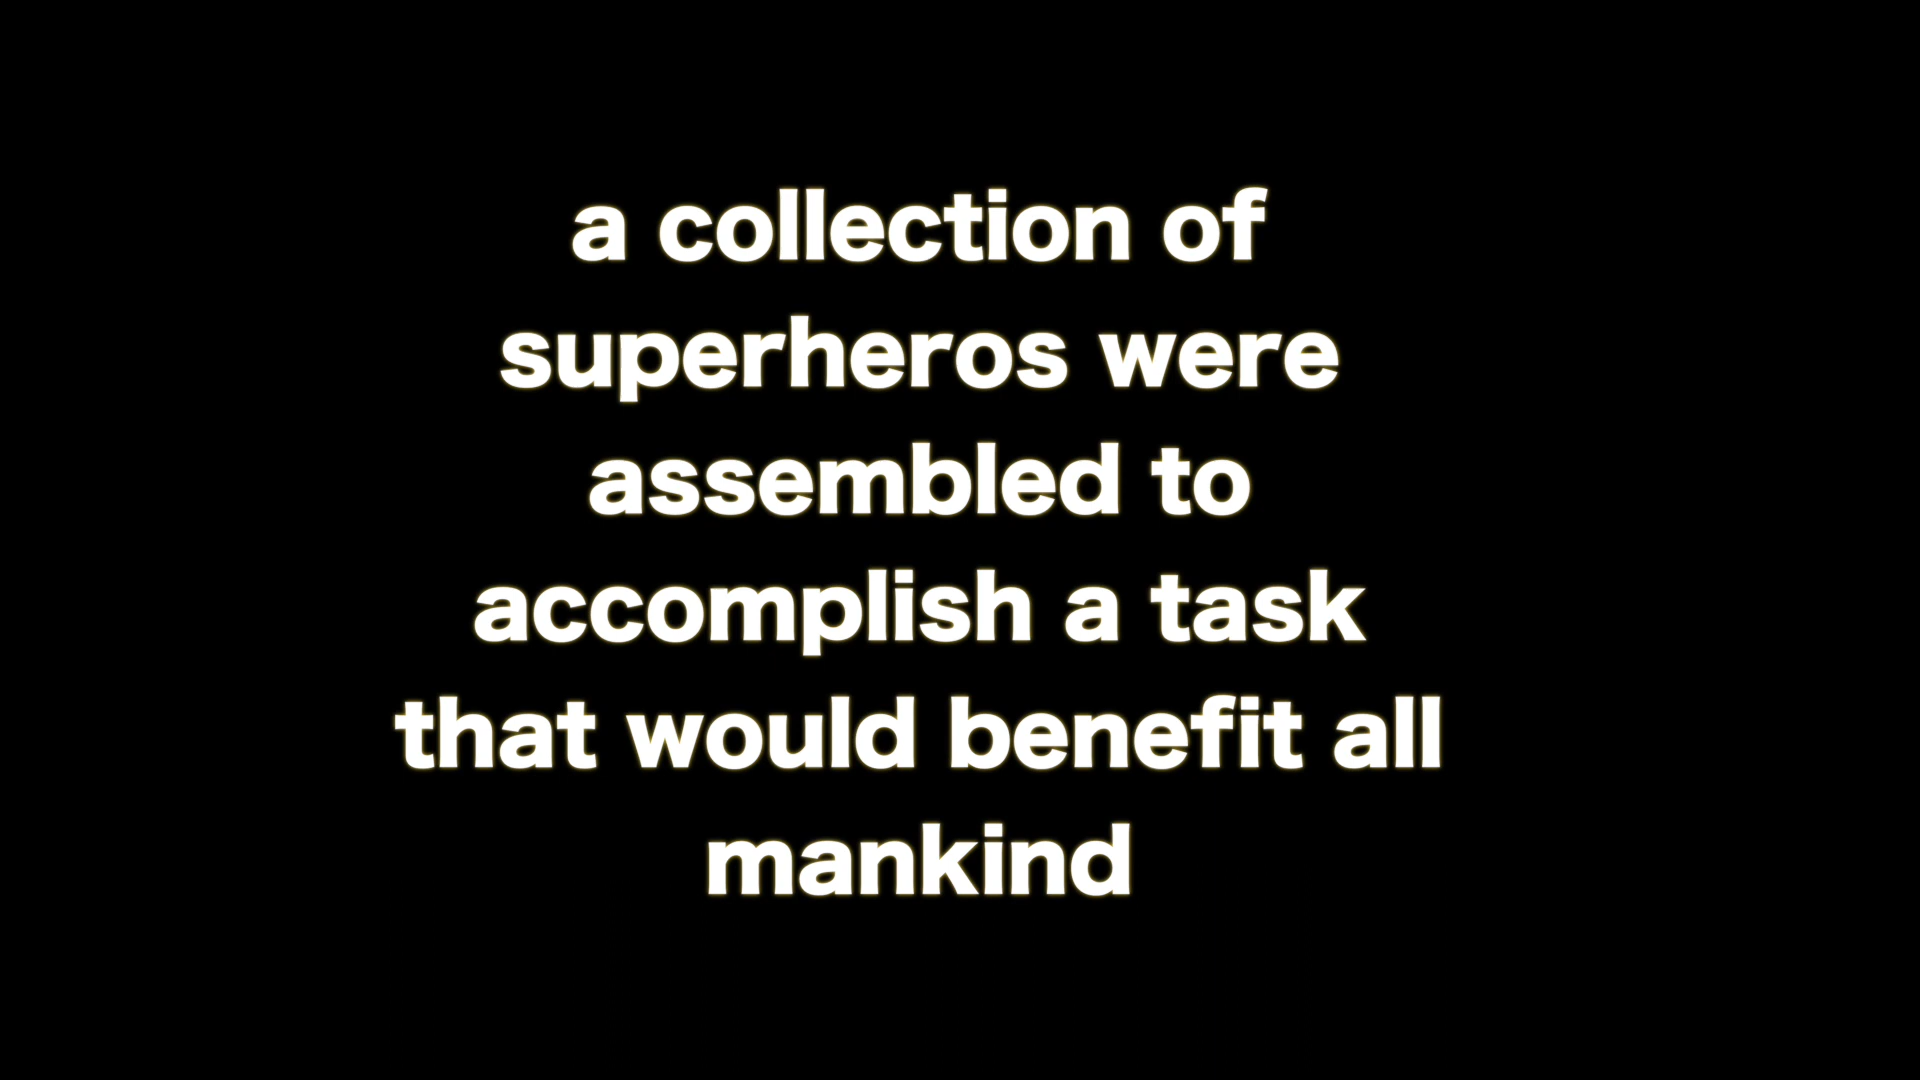 a collection of
superheros were
assembled to
accomplish a task
that would benefit all
mankind